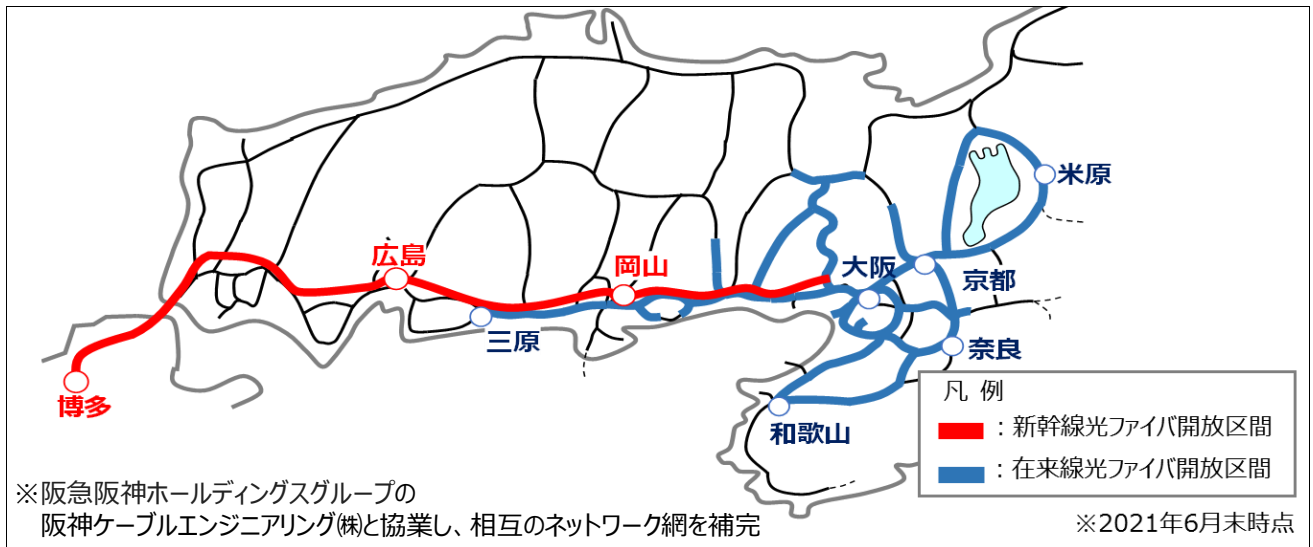 米原
広島
岡山
大阪
京都
三原
奈良
博多
和歌山
凡 例
：新幹線光ファイバ開放区間
：在来線光ファイバ開放区間
※阪急阪神ホールディングスグループの
阪神ケーブルエンジニアリング㈱と協業し、相互のネットワーク網を補完
※2021年6月末時点